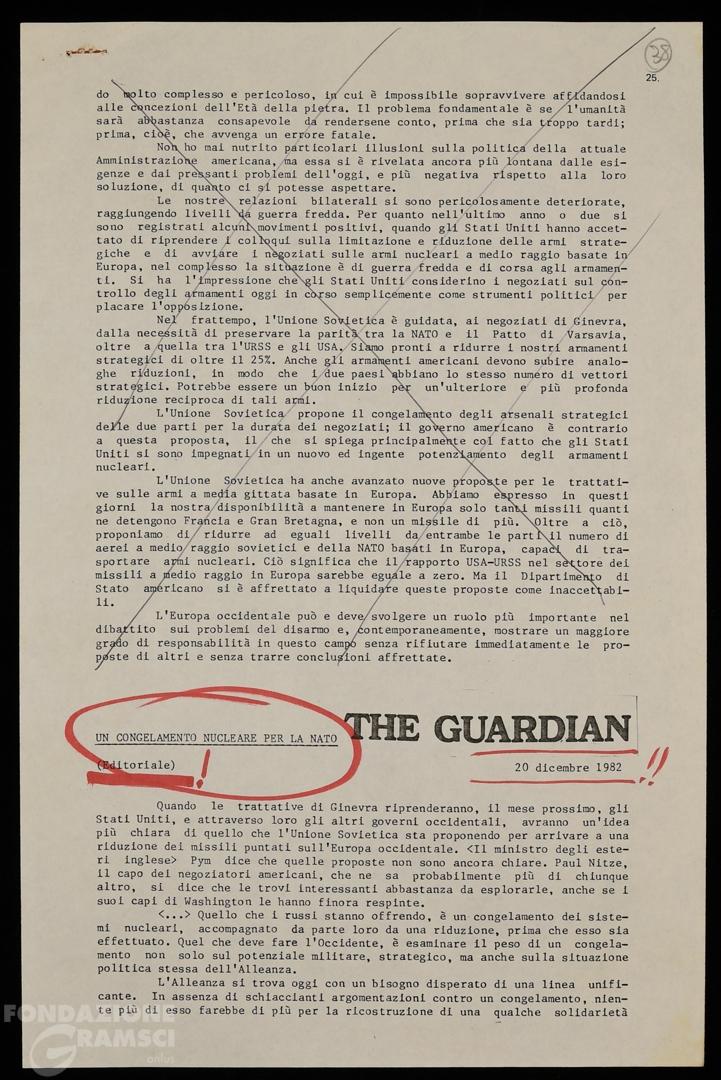 38
25.
do molto complesso e pericoloso, in cui è impossibile sopravvivere affidandosi
alle concezioni dell'Età della pietra. Il problema fondamentale è se l'umanità
sarà abbastanza consapevole da rendersene conto, prima che sia troppo tardi;
prima, cioè, che avvenga un errore fatale.
Non ho mai nutrito particolari illusioni sulla politica della attuale
Amministrazione americana, ma essa si è rivelata ancora più lontana dalle esi-
genze e dai pressanti problemi dell'oggi, e più negativa rispetto alla loro
soluzione, di quanto ci si potesse aspettare.
Le nostre relazioni bilaterali si sono pericolosamente deteriorate,
raggiungendo livelli da guerra fredda. Per quanto nell'ultimo anno o due si
sono registrati alcuni movimenti positivi, quando gli Stati Uniti hanno accet-
tato di riprendere i colloqui sulla limitazione e riduzione delle armi strate-
giche e di avviare i negoziati sulle armi nucleari a medio raggio basate in
Europa, nel complesso la situazione è di guerra fredda e di corsa agli armamen-
ti. Si ha l'impressione che gli Stati Uniti considerino i negoziati sul con-
trollo degli armamenti oggi in corso semplicemente come strumenti politici per
placare l'opposizione.
Nel frattempo, l'Unione Sovietica è guidata, ai negoziati di Ginevra,
dalla necessità di preservare la parità tra la NATO e il Patto di Varsavia,
oltre a quella tra l'URSS e gli USA. Siamo pronti a ridurre i nostri armamenti
strategici di oltre il 25%. Anche gli armamenti americani devono subire analo-
ghe riduzioni, in modo che i due paesi abbiano lo stesso numero di vettori
strategici. Potrebbe essere un buon inizio per un'ulteriore e più profonda
riduzione reciproca di tali armi.
L'Unione Sovietica propone il congelamento degli arsenali strategici
delle due parti per la durata dei negoziati; il governo americano è contrario
a questa proposta, il che si spiega principalmente col fatto che gli Stati
Uniti si sono impegnati in un nuovo ed ingente potenziamento degli armamenti
nucleari.
L'Unione Sovietica ha anche avanzato nuove proposte per le trattati-
ve sulle armi a media gittata basate in Europa. Abbiamo espresso in questi
giorni la nostra disponibilità a mantenere in Europa solo tanti missili quanti
ne detengono Francia e Gran Bretagna, e non un missile di più. Oltre a ciò,
proponiamo di ridurre ad eguali livelli da entrambe le parti il numero di
aerei a medio raggio sovietici e della NATO basati in Europa, capaci di tra-
sportare armi nucleari. Ciò significa che il rapporto USA-URSS nel settore dei
missili a medio raggio in Europa sarebbe eguale a zero. Ma il Dipartimento di
Stato americano si è affrettato a liquidare queste proposte come inaccettabi-
li.
L'Europa occidentale può e deve svolgere un ruolo più importante nel
dibattito sui problemi del disarmo e, contemporaneamente, mostrare un maggiore
grado di responsabilità in questo campo senza rifiutare immediatamente le pro-
poste di altri e senza trarre conclusioni affrettate.
THE GUARDIAN
UN CONGELAMENTO NUCLEARE PER LA NATO
(Editoriale) !
20 dicembre 1982 !!
Quando le trattative di Ginevra riprenderanno, il mese prossimo, gli
Stati Uniti, e attraverso loro gli altri governi occidentali, avranno un'idea
più chiara di quello che l'Unione Sovietica sta proponendo per arrivare a una
riduzione dei missili puntati sull'Europa occidentale. <Il ministro degli este-
ri inglese> Pym dice che quelle proposte non sono ancora chiare. Paul Nitze,
il capo dei negoziatori americani, che ne sa probabilmente più di chiunque
altro, si dice che le trovi interessanti abbastanza da esplorarle, anche se i
suoi capi di Washington le hanno finora respinte.
<...> Quello che i russi stanno offrendo, è un congelamento dei siste-
mi nucleari, accompagnato da parte loro da una riduzione, prima che esso sia
effettuato. Quel che deve fare l'Occidente, è esaminare il peso di un congela-
mento non solo sul potenziale militare, strategico, ma anche sulla situazione
politica stessa dell'Alleanza.
L'Alleanza si trova oggi con un bisogno disperato di una linea unifi-
cante. In assenza di schiaccianti argomentazioni contro un congelamento, nien-
te più di esso farebbe di più per la ricostruzione di una qualche solidarietà
FONDAZIONE
GRAMSCI
onlus